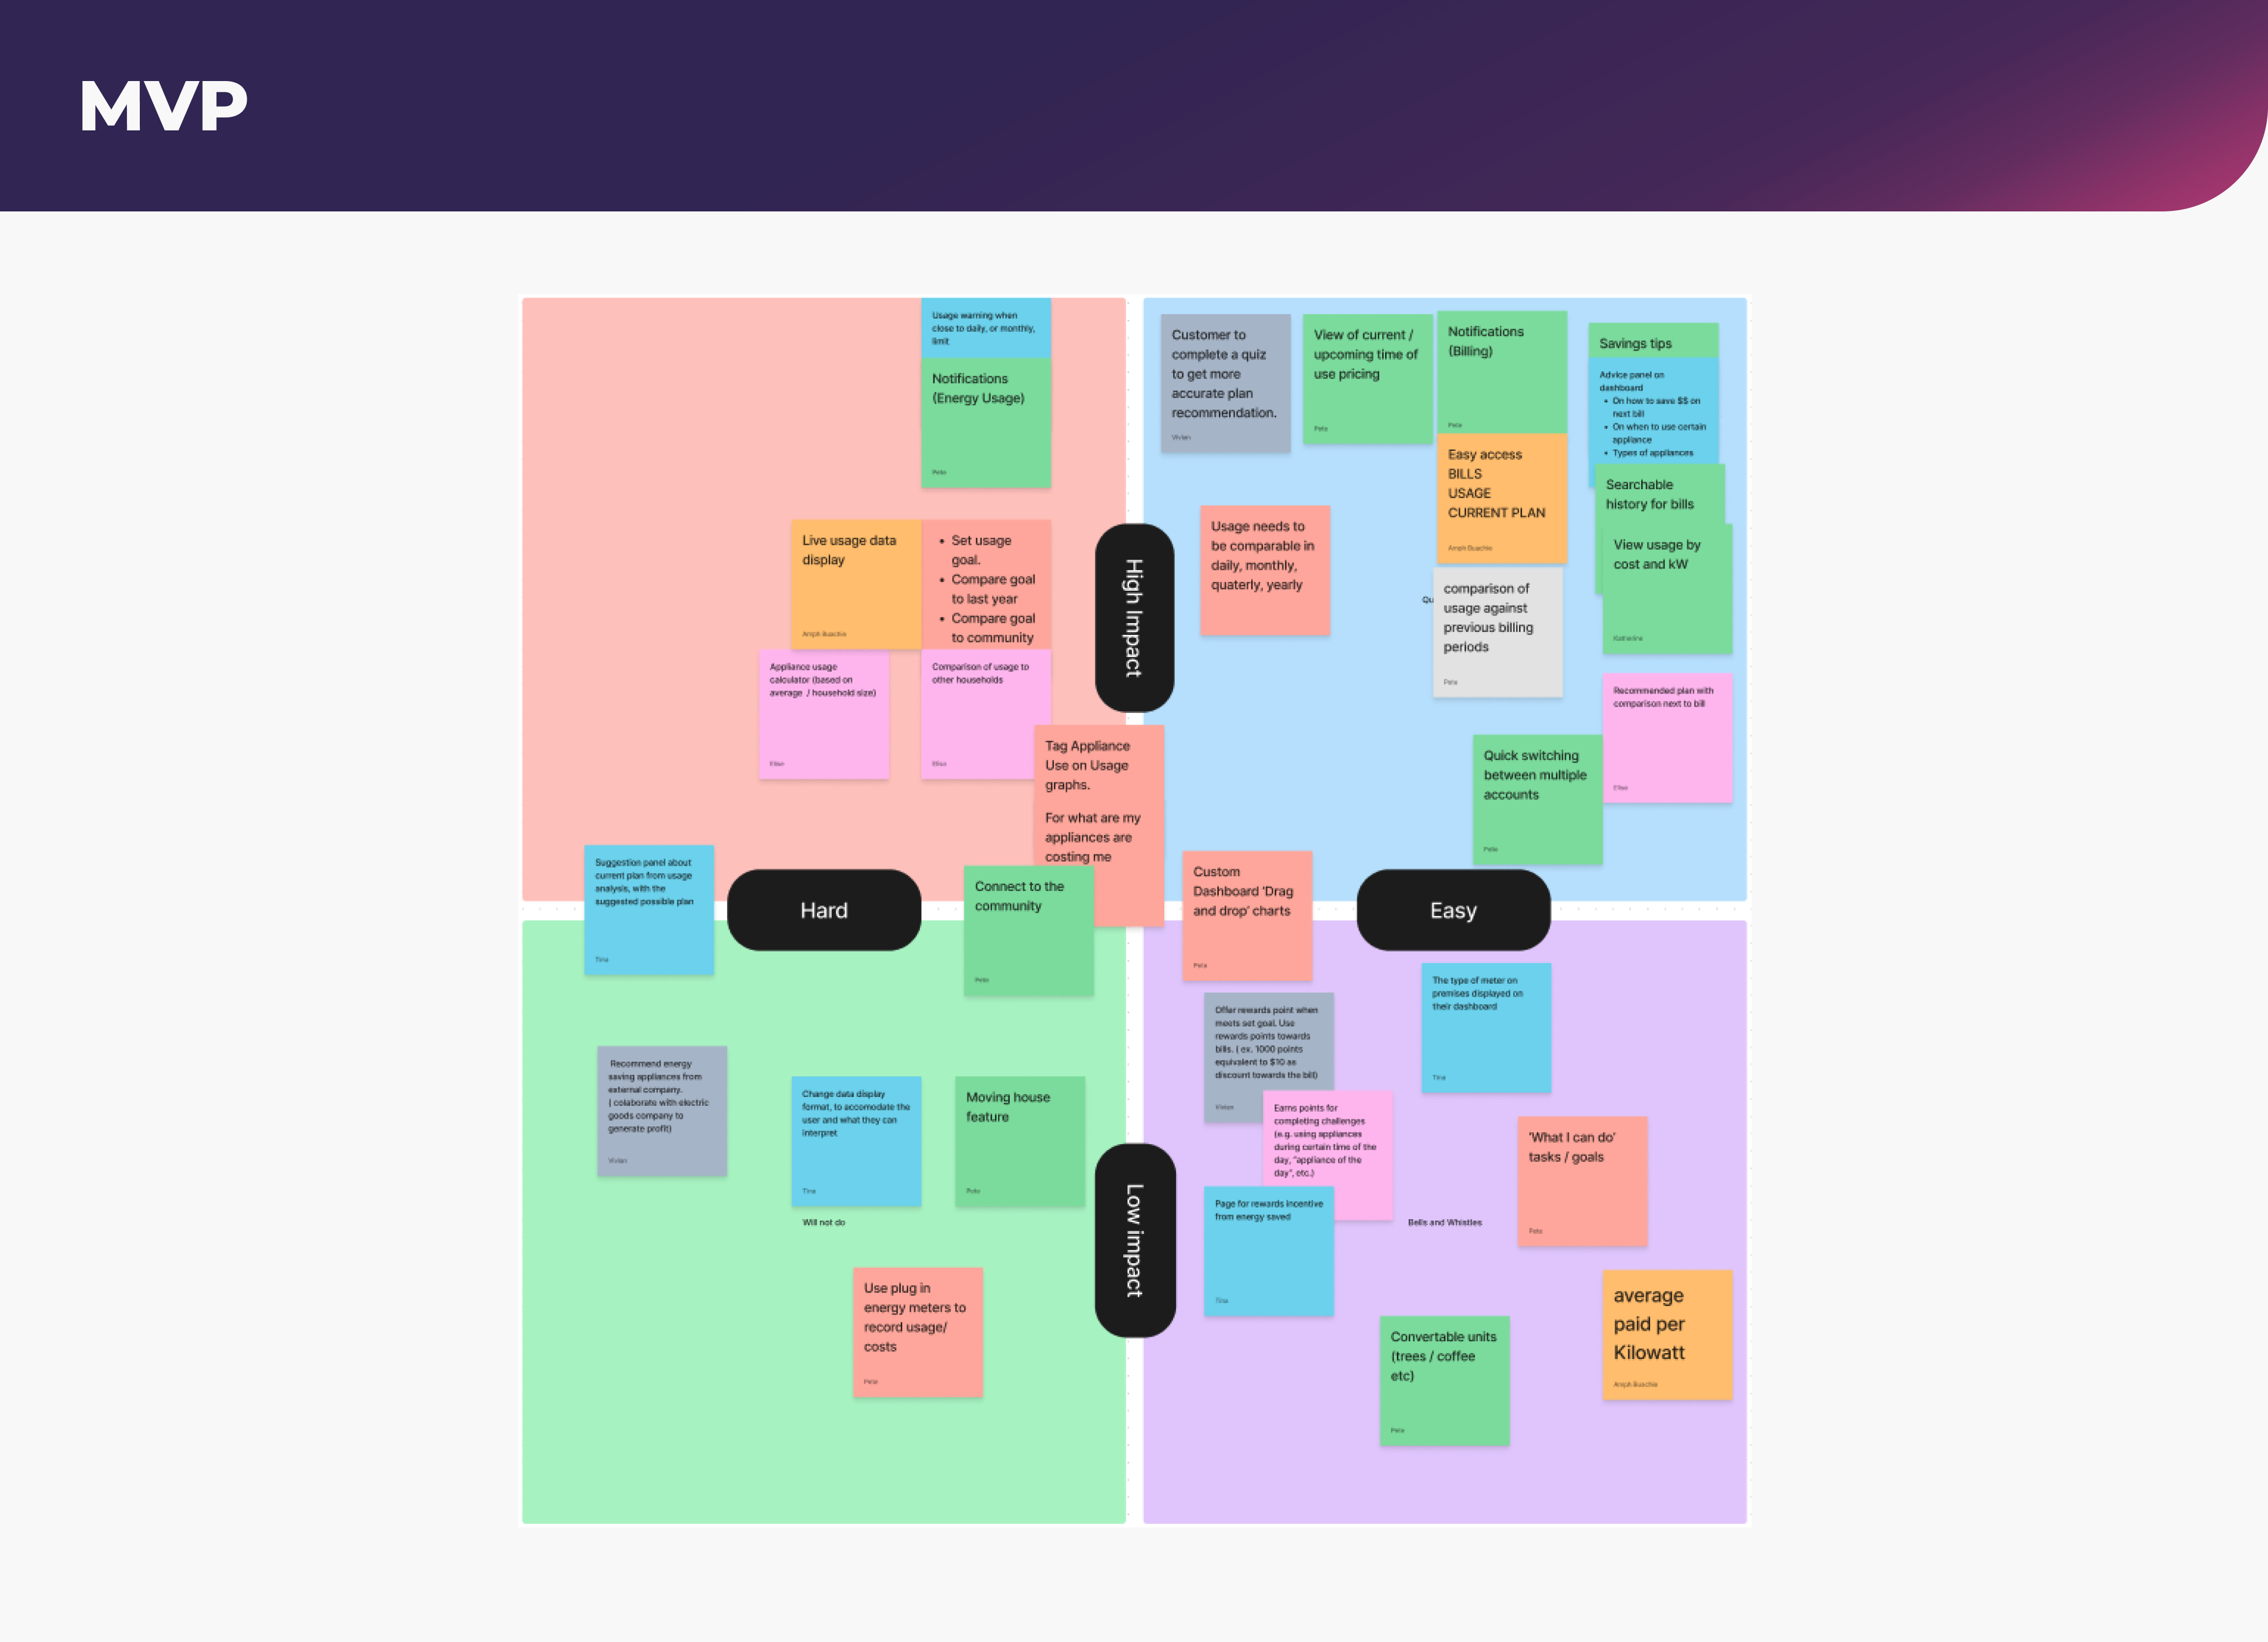 MVP
Usage warning when
close to daily, or monthly,
limit
Notifications
(Energy Usage)
Pete
Live usage data
display
Amph Buachia
• Set usage
goal.
• Compare goal
to last year
• Compare goal
to community
Appliance usage
calculator (based on
average / household size)
Elise
Comparison of usage to
other households
Elise
Tag Appliance
Use on Usage
graphs.
For what are my
appliances are
costing me
High Impact
Customer to
complete a quiz
to get more
accurate plan
recommendation.
Vivian
View of current /
upcoming time of
use pricing
Pete
Notifications
(Billing)
Pete
Easy access
BILLS
USAGE
CURRENT PLAN
Amph Buachia
Savings tips
Advice panel on
dashboard
• On how to save $$ on
next bill
• On when to use certain
appliance
• Types of appliances
Searchable
history for bills
View usage by
cost and kW
Katherine
Usage needs to
be comparable in
daily, monthly,
quaterly, yearly
Qu
comparison of
usage against
previous billing
periods
Pete
Recommended plan with
comparison next to bill
Elise
Quick switching
between multiple
accounts
Pete
Suggestion panel about
current plan from usage
analysis, with the
suggested possible plan
Tina
Hard
Connect to the
community
Pete
Custom
Dashboard 'Drag
and drop' charts
Pete
Easy
Recommend energy
saving appliances from
external company.
( colaborate with electric
goods company to
generate profit)
Vivian
Change data display
format, to accomodate the
user and what they can
interpret
Tina
Moving house
feature
Pete
Will not do
Use plug in
energy meters to
record usage/
costs
Pete
Low impact
Offer rewards point when
meets set goal. Use
rewards points towards
bills. ( ex. 1000 points
equivalent to $10 as
discount towards the bill)
Vivian
Earns points for
completing challenges
(e.g. using appliances
during certain time of the
day, "appliance of the
day", etc.)
Page for rewards incentive
from energy saved
Tina
The type of meter on
premises displayed on
their dashboard
Tina
'What I can do'
tasks / goals
Pete
Bells and Whistles
Convertable units
(trees / coffee
etc)
Pete
average
paid per
Kilowatt
Amph Buachia